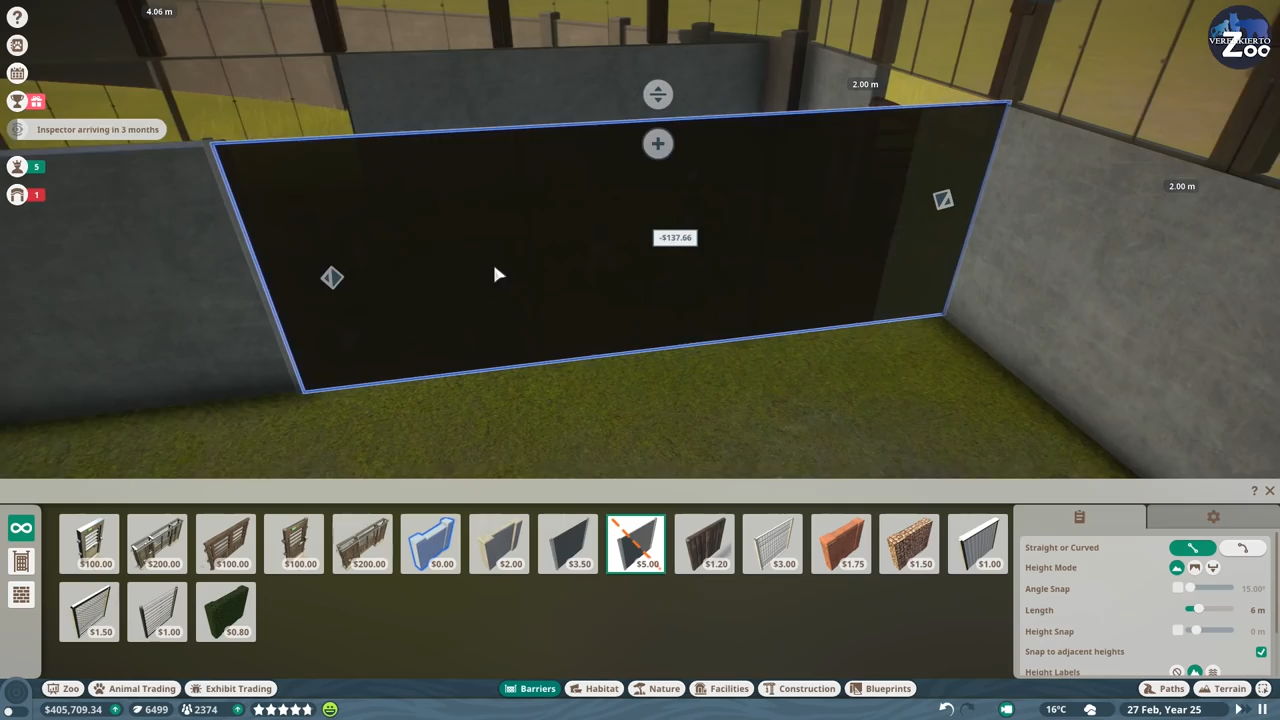 4.06 m
VERENKIERTO
Zoo
2.00 m
Inspector arriving in 3 months
5
2.00 m
1
-$137.66
$100.00 $200.00 $100.00 $100.00 $200.00 $0.00 $2.00 $3.50 $5.00 $1.20 $3.00 $1.75 $1.50 $1.00
$1.50 $1.00 $0.80
Straight or Curved
Height Mode
Angle Snap 15.00°
Length 6 m
Height Snap 0 m
Snap to adjacent heights
Height Labels
Zoo Animal Trading Exhibit Trading Barriers Habitat Nature Facilities Construction Blueprints Paths Terrain
$405,709.34 6499 2374 16°C 27 Feb, Year 25